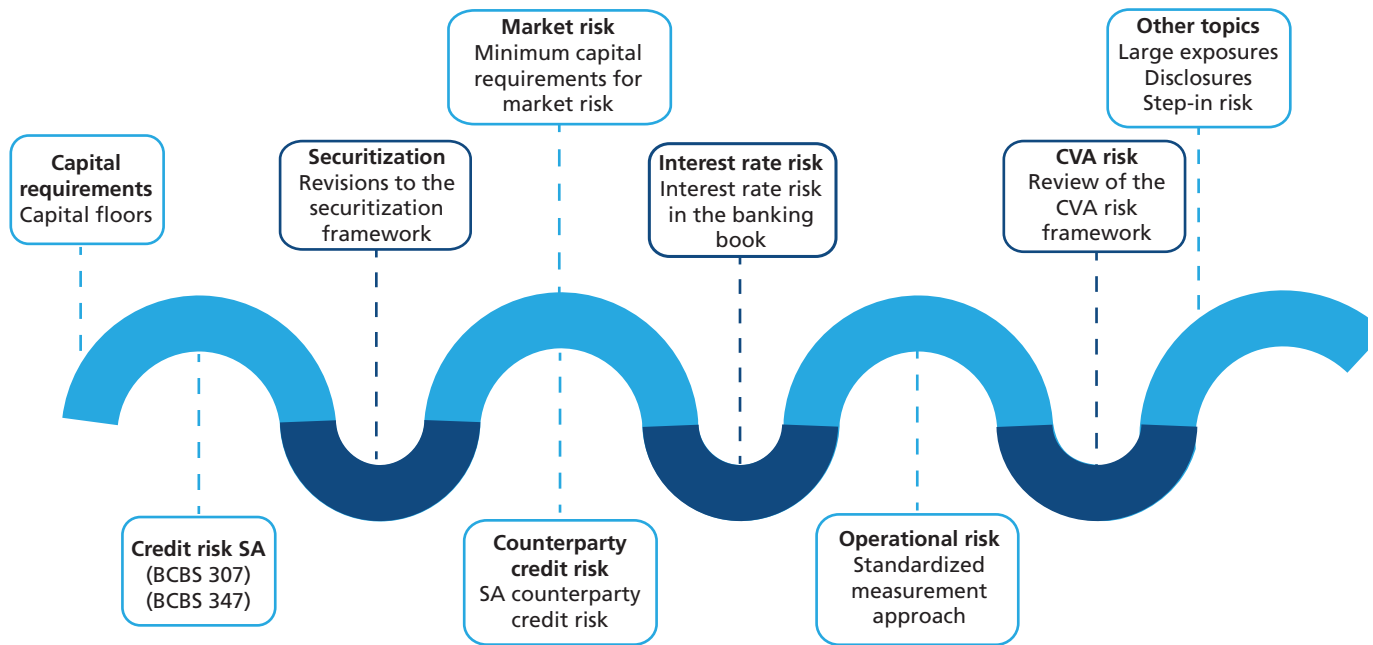 Capital
requirements
Capital floors
Credit risk SA
(BCBS 307)
(BCBS 347)
Securitization
Revisions to the
securitization
framework
Market risk
Minimum capital
requirements for
market risk
Counterparty
credit risk
SA counterparty
credit risk
Interest rate risk
Interest rate risk
in the banking
book
Operational risk
Standardized
measurement
approach
CVA risk
Review of the
CVA risk
framework
Other topics
Large exposures
Disclosures
Step-in risk